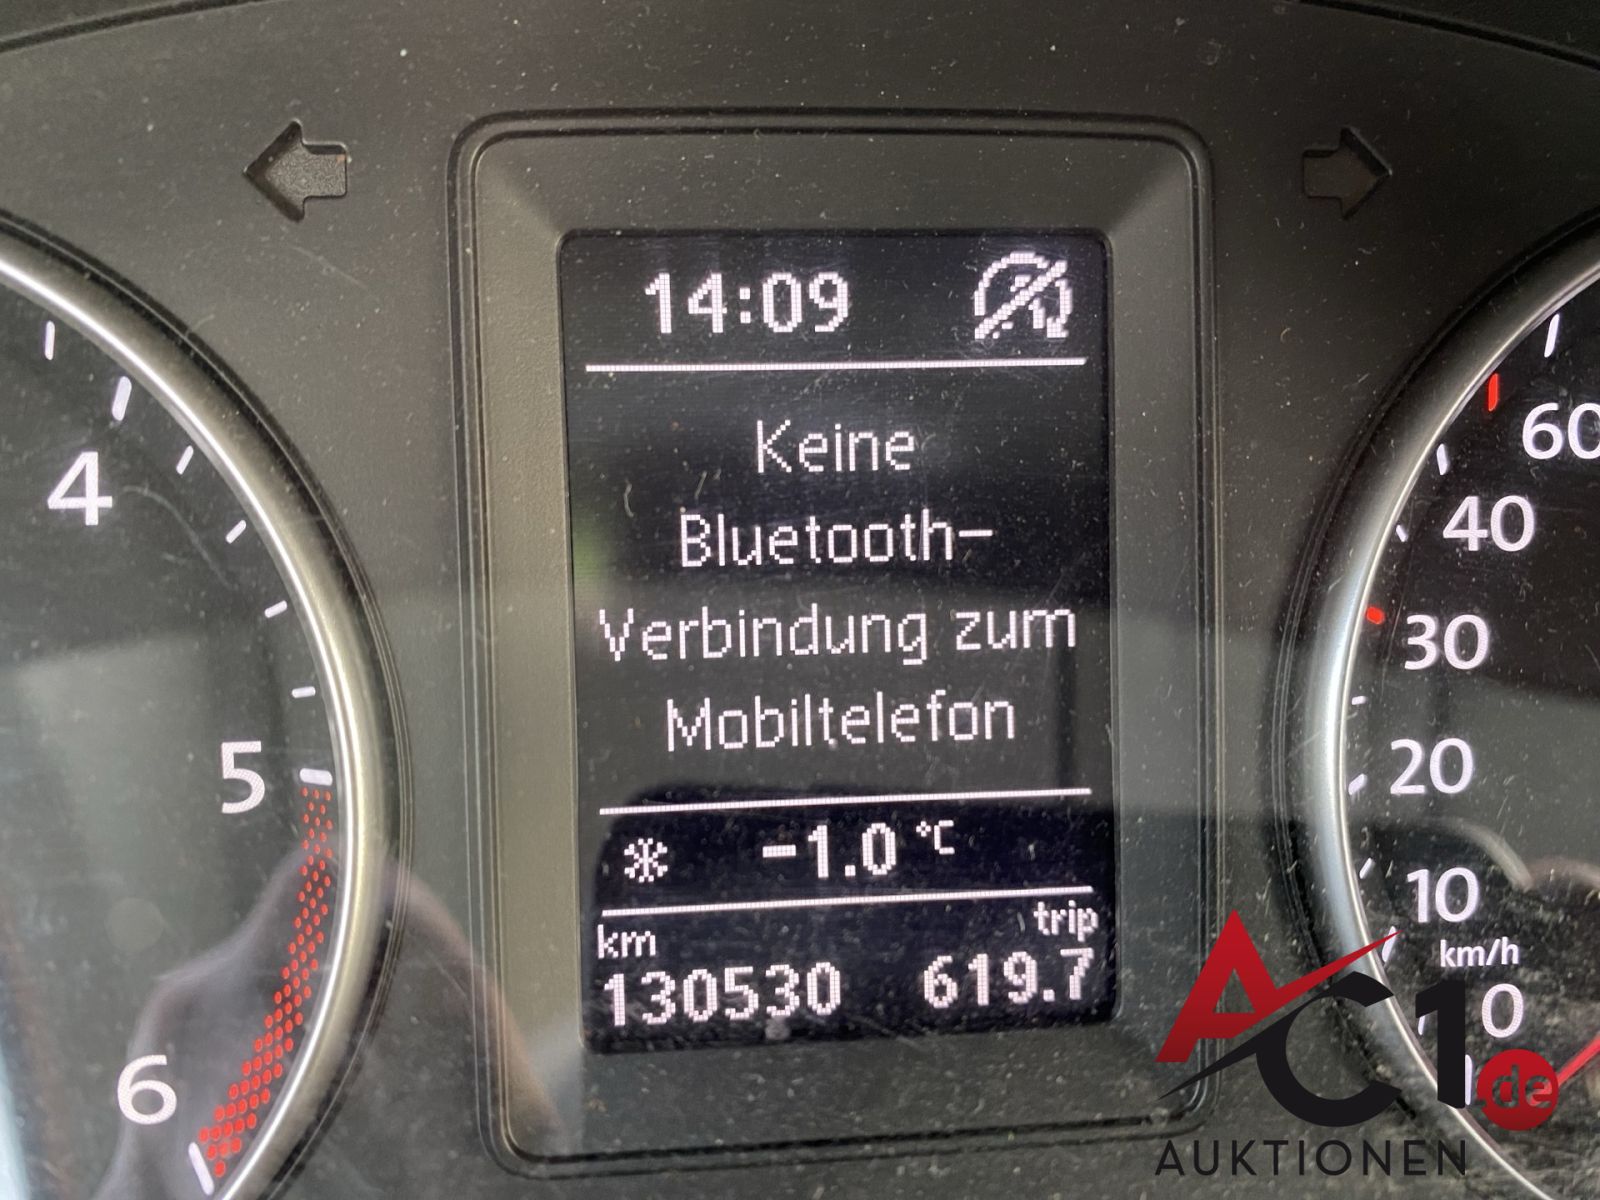 14:09
Keine
Bluetooth-
Verbindung zum
Mobiltelefon
-1.0 °C
km
trip
130530
619.7
4
5
6
60
40
30
20
10
km/h
0
AC1.de
AUKTIONEN